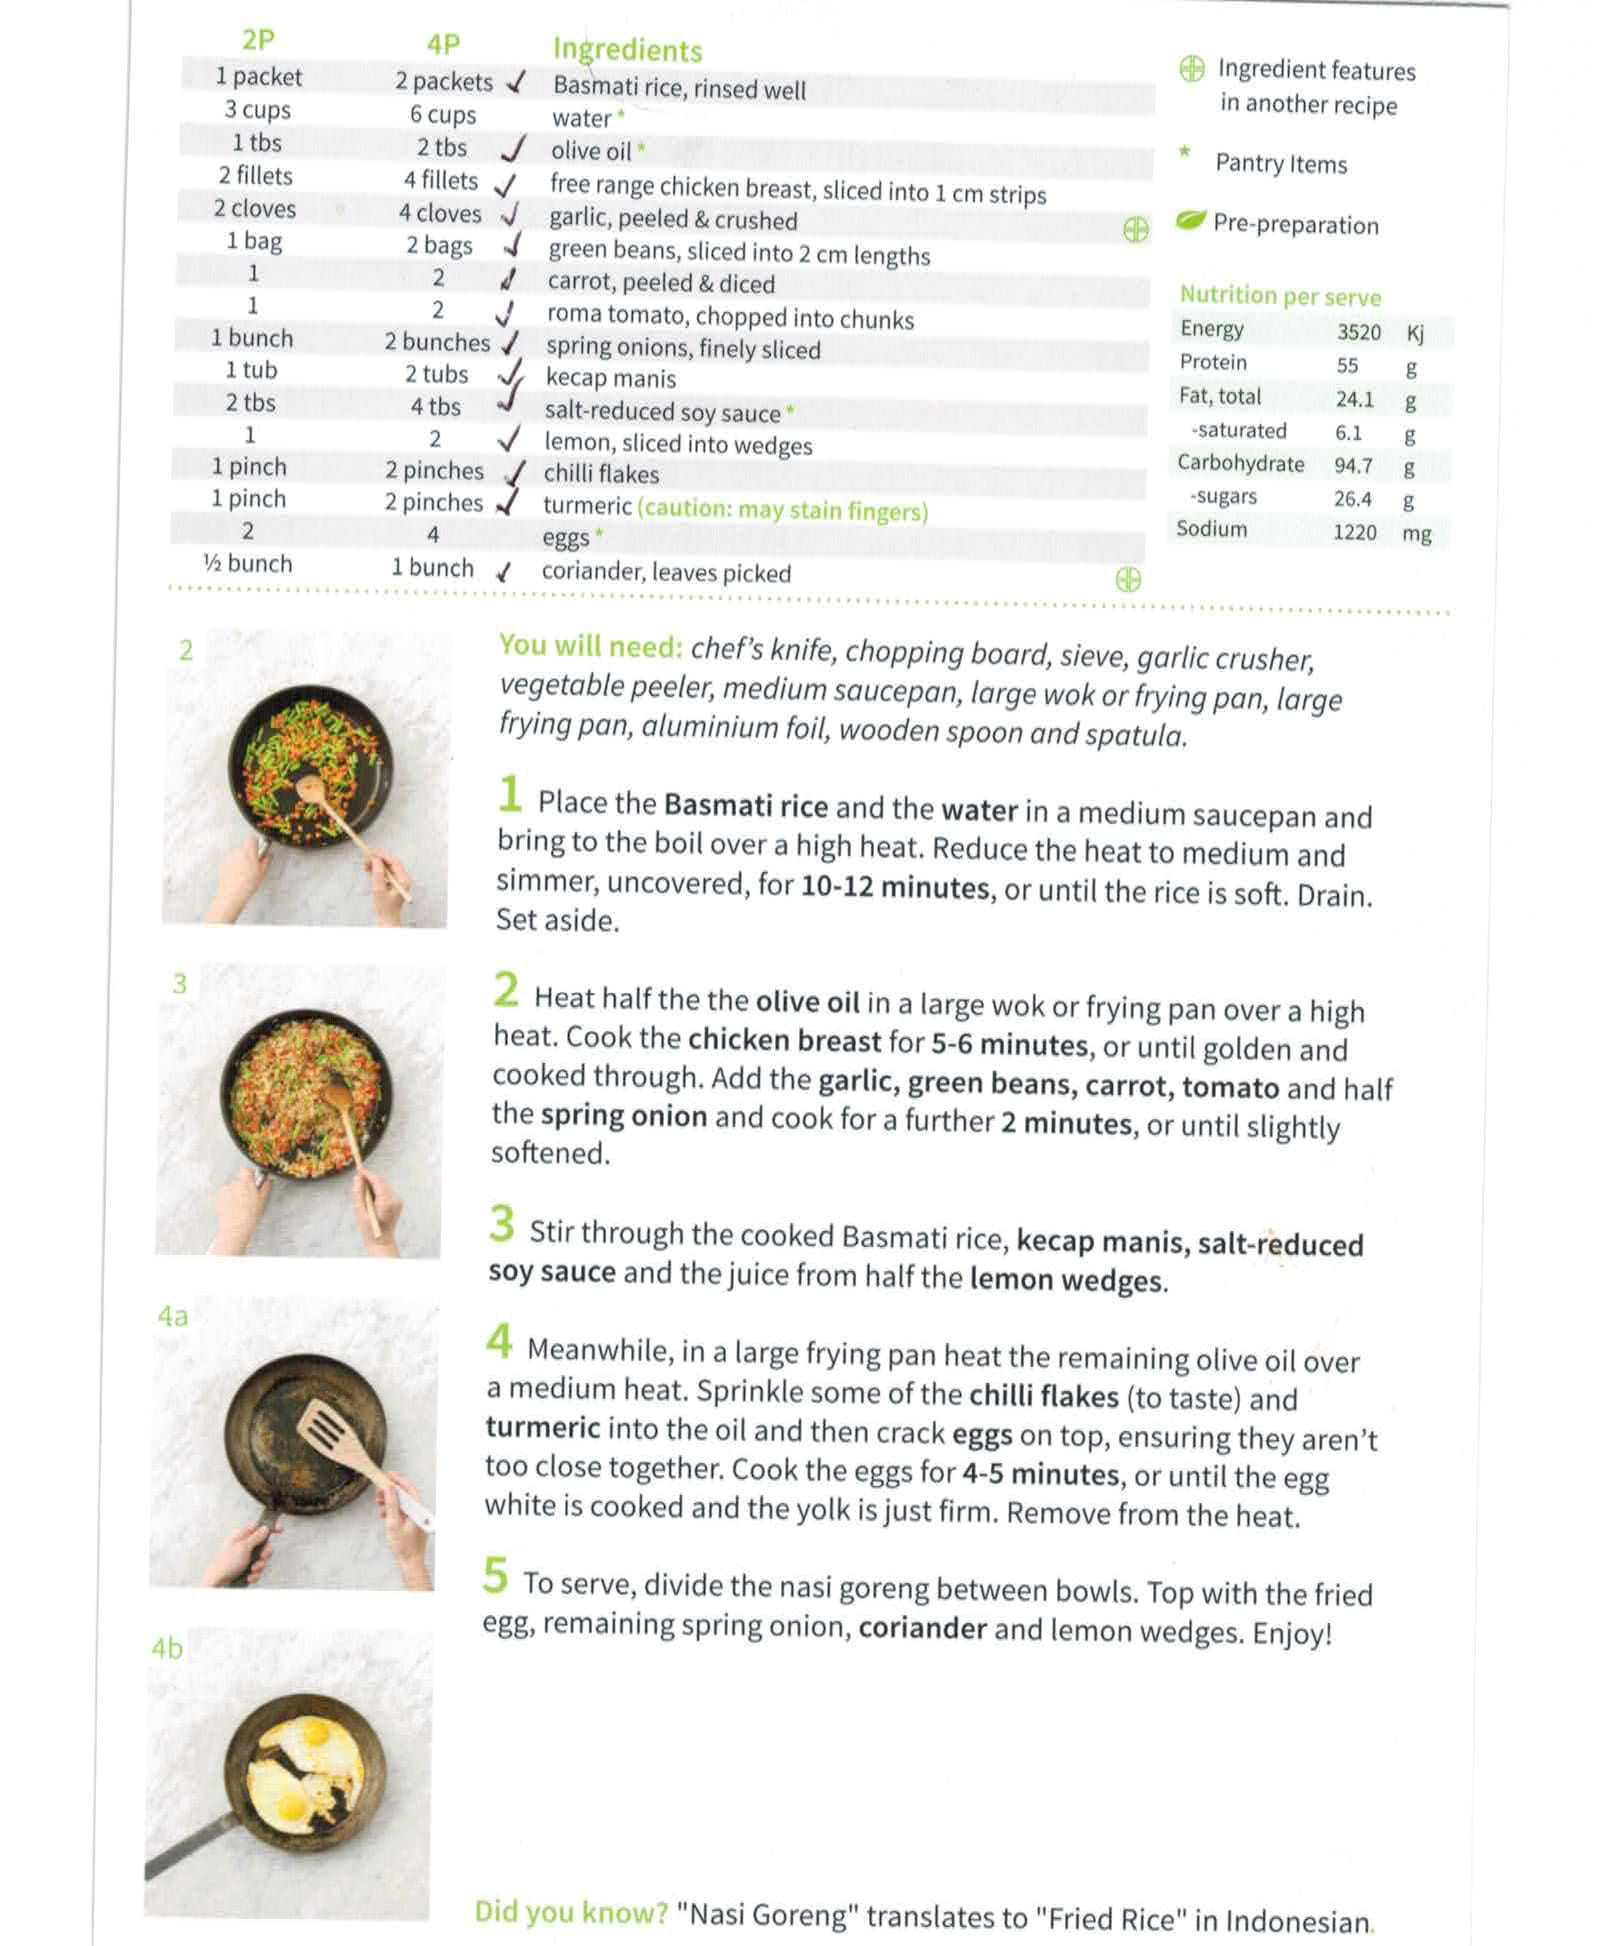 2P 4P Ingredients
1 packet 2 packets ✓ Basmati rice, rinsed well
3 cups 6 cups water *
1 tbs 2 tbs ✓ olive oil *
2 fillets 4 fillets ✓ free range chicken breast, sliced into 1 cm strips
2 cloves 4 cloves ✓ garlic, peeled & crushed
1 bag 2 bags ✓ green beans, sliced into 2 cm lengths
1 2 ✓ carrot, peeled & diced
1 2 ✓ roma tomato, chopped into chunks
1 bunch 2 bunches ✓ spring onions, finely sliced
1 tub 2 tubs ✓ kecap manis
2 tbs 4 tbs ✓ salt-reduced soy sauce *
1 2 ✓ lemon, sliced into wedges
1 pinch 2 pinches ✓ chilli flakes
1 pinch 2 pinches ✓ turmeric (caution: may stain fingers)
2 4 eggs *
½ bunch 1 bunch ✓ coriander, leaves picked
Ingredient features
in another recipe
* Pantry Items
Pre-preparation
Nutrition per serve
Energy 3520 Kj
Protein 55 g
Fat, total 24.1 g
-saturated 6.1 g
Carbohydrate 94.7 g
-sugars 26.4 g
Sodium 1220 mg
You will need: chef's knife, chopping board, sieve, garlic crusher,
vegetable peeler, medium saucepan, large wok or frying pan, large
frying pan, aluminium foil, wooden spoon and spatula.
1 Place the Basmati rice and the water in a medium saucepan and
bring to the boil over a high heat. Reduce the heat to medium and
simmer, uncovered, for 10-12 minutes, or until the rice is soft. Drain.
Set aside.
2 Heat half the the olive oil in a large wok or frying pan over a high
heat. Cook the chicken breast for 5-6 minutes, or until golden and
cooked through. Add the garlic, green beans, carrot, tomato and half
the spring onion and cook for a further 2 minutes, or until slightly
softened.
3 Stir through the cooked Basmati rice, kecap manis, salt-reduced
soy sauce and the juice from half the lemon wedges.
4 Meanwhile, in a large frying pan heat the remaining olive oil over
a medium heat. Sprinkle some of the chilli flakes (to taste) and
turmeric into the oil and then crack eggs on top, ensuring they aren't
too close together. Cook the eggs for 4-5 minutes, or until the egg
white is cooked and the yolk is just firm. Remove from the heat.
5 To serve, divide the nasi goreng between bowls. Top with the fried
egg, remaining spring onion, coriander and lemon wedges. Enjoy!
2
3
4a
4b
Did you know? "Nasi Goreng" translates to "Fried Rice" in Indonesian.